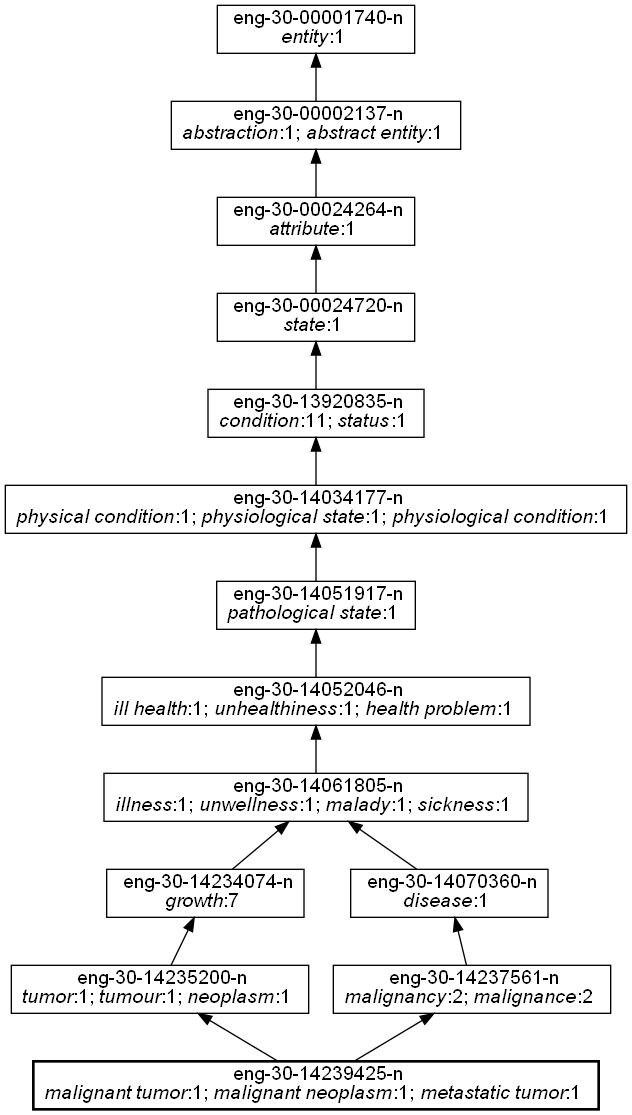 eng-30-00001740-n
entity:1
eng-30-00002137-n
abstraction:1; abstract entity:1
eng-30-00024264-n
attribute:1
eng-30-00024720-n
state:1
eng-30-13920835-n
condition:11; status:1
eng-30-14034177-n
physical condition:1; physiological state:1; physiological condition:1
eng-30-14051917-n
pathological state:1
eng-30-14052046-n
ill health:1; unhealthiness:1; health problem:1
eng-30-14061805-n
illness:1; unwellness:1; malady:1; sickness:1
eng-30-14234074-n
growth:7
eng-30-14070360-n
disease:1
eng-30-14235200-n
tumor:1; tumour:1; neoplasm:1
eng-30-14237561-n
malignancy:2; malignance:2
eng-30-14239425-n
malignant tumor:1; malignant neoplasm:1; metastatic tumor:1